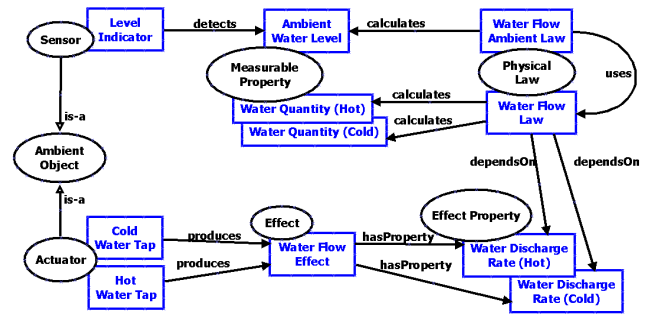 Sensor
Level
Indicator
detects
Ambient
Water Level
calculates
Water Flow
Ambient Law
Measurable
Property
Physical
Law
uses
Water Quantity (Hot)
calculates
Water Flow
Law
Water Quantity (Cold)
calculates
is-a
Ambient
Object
dependsOn
dependsOn
is-a
Cold
Water Tap
produces
Effect
Effect Property
Actuator
Water Flow
Effect
hasProperty
Water Discharge
Rate (Hot)
produces
Hot
Water Tap
hasProperty
Water Discharge
Rate (Cold)